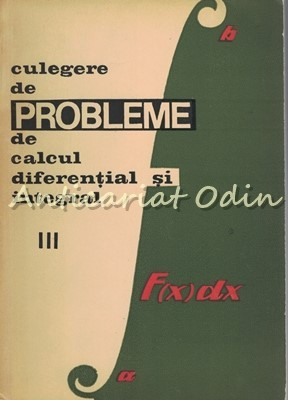 b
culegere
de
PROBLEME
de
calcul
diferențial și
integral
Anticariat Odin
III
F(x)dx
a